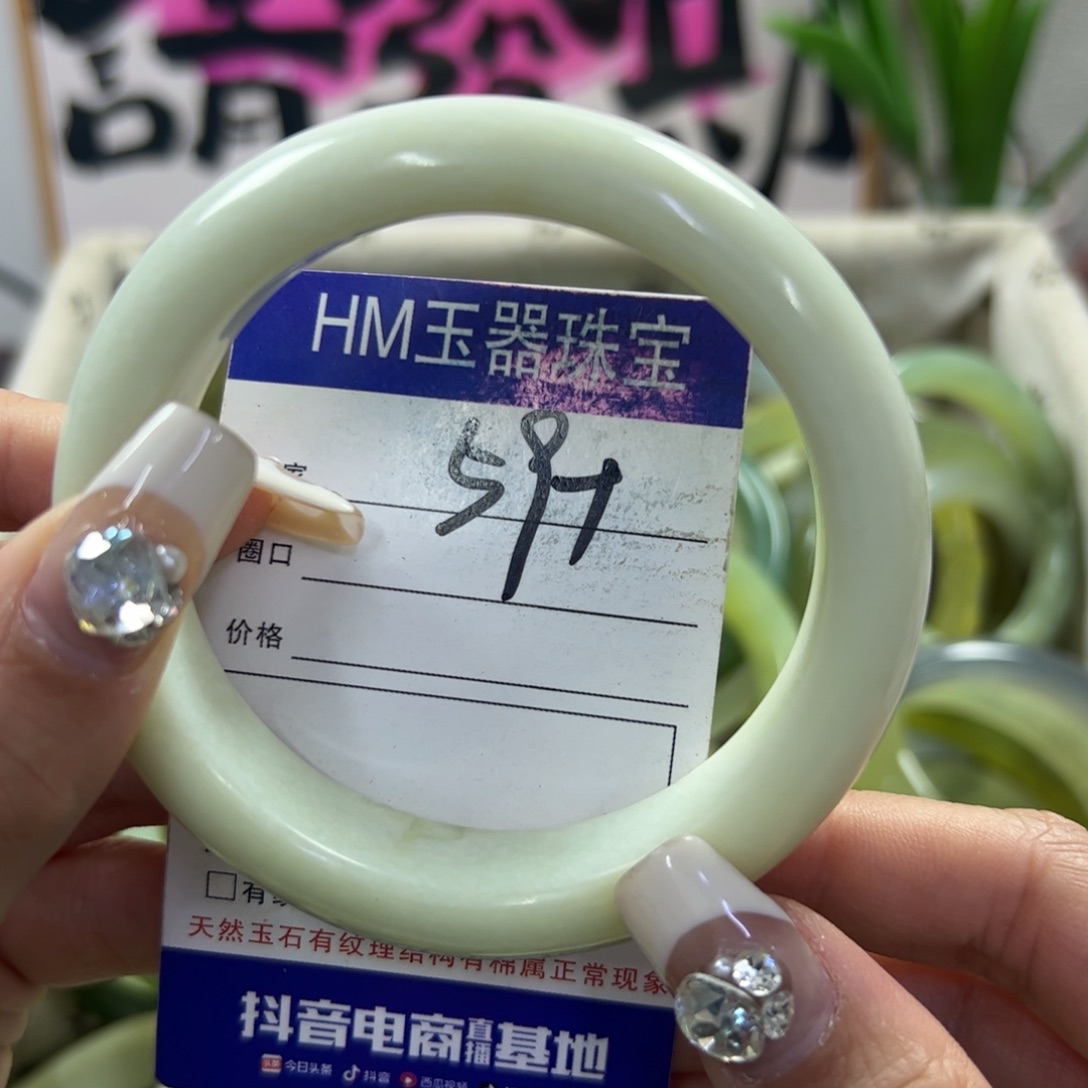 請
HM玉器珠宝
圈口
价格
有
天然玉石有纹理结构有棉属正常现象
抖音电商直播基地
今日头条 抖音 西瓜视频